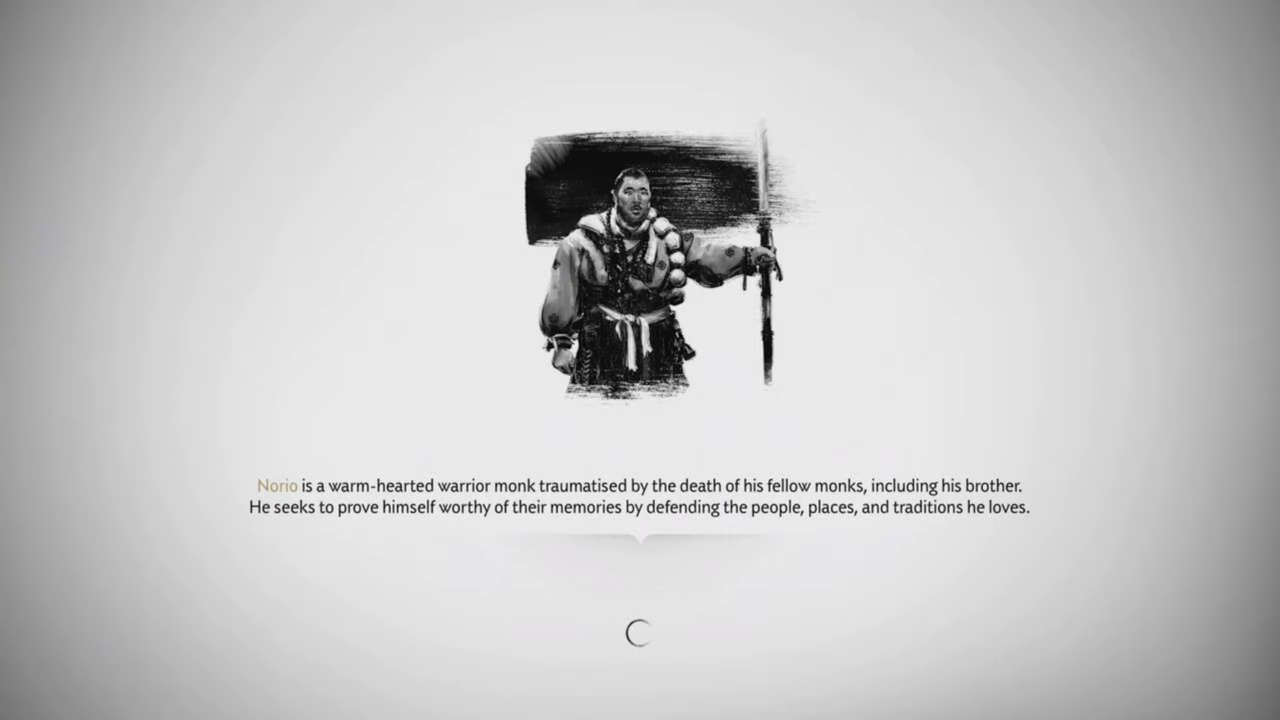 Norio is a warm-hearted warrior monk traumatised by the death of his fellow monks, including his brother.
He seeks to prove himself worthy of their memories by defending the people, places, and traditions he loves.